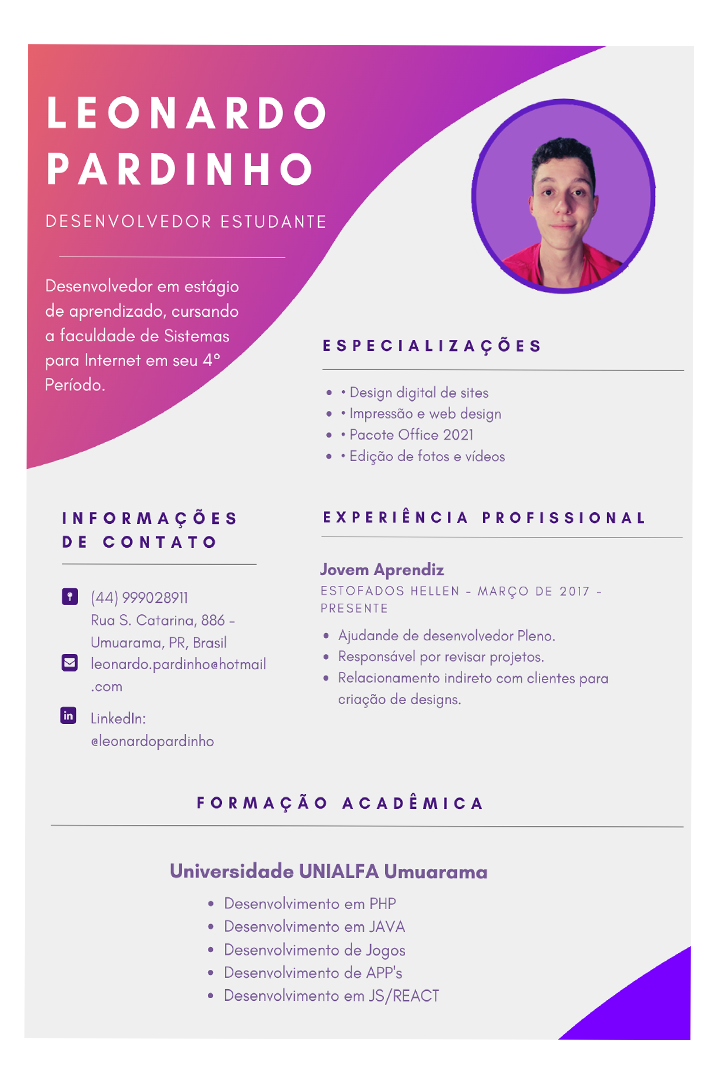 LEONARDO
PARDINHO
DESENVOLVEDOR ESTUDANTE
Desenvolvedor em estágio
de aprendizado, cursando
a faculdade de Sistemas
para Internet em seu 4°
Período.
ESPECIALIZAÇÕES
• • Design digital de sites
• • Impressão e web design
• • Pacote Office 2021
• • Edição de fotos e vídeos
INFORMAÇÕES
DE CONTATO
(44) 999028911
Rua S. Catarina, 886 -
Umuarama, PR, Brasil
leonardo.pardinho@hotmail
.com
in LinkedIn:
@leonardopardinho
EXPERIÊNCIA PROFISSIONAL
Jovem Aprendiz
ESTOFADOS HELLEN - MARÇO DE 2017 -
PRESENTE
• Ajudande de desenvolvedor Pleno.
• Responsável por revisar projetos.
• Relacionamento indireto com clientes para
criação de designs.
FORMAÇÃO ACADÊMICA
Universidade UNIALFA Umuarama
• Desenvolvimento em PHP
• Desenvolvimento em JAVA
• Desenvolvimento de Jogos
• Desenvolvimento de APP's
• Desenvolvimento em JS/REACT